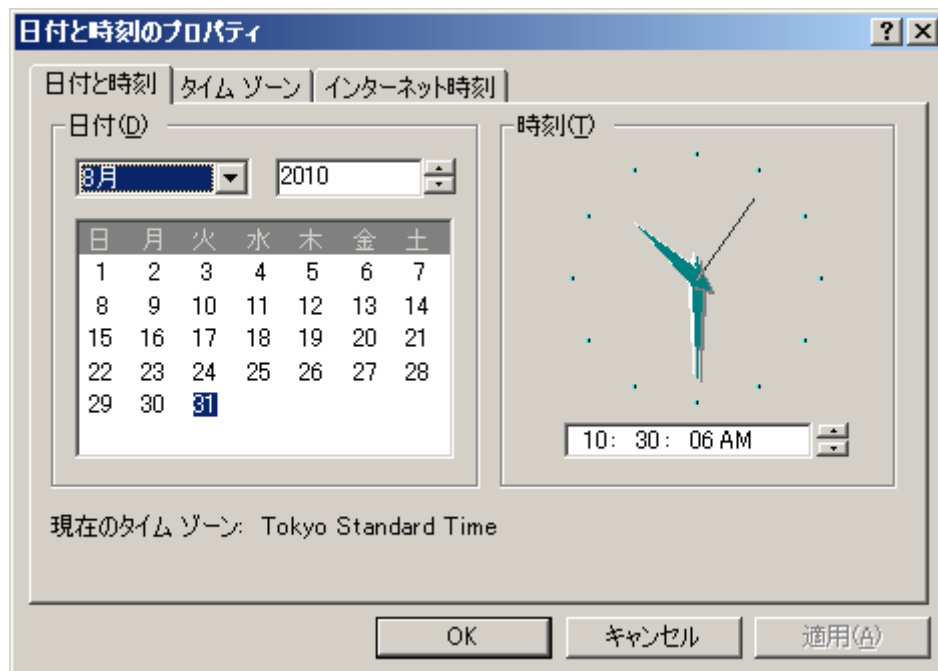 日付と時刻のプロパティ
日付と時刻 タイム ゾーン インターネット時刻
日付(D)
8月 2010
日 月 火 水 木 金 土
1 2 3 4 5 6 7
8 9 10 11 12 13 14
15 16 17 18 19 20 21
22 23 24 25 26 27 28
29 30 31
時刻(T)
10: 30: 06 AM
現在のタイム ゾーン: Tokyo Standard Time
OK キャンセル 適用(A)